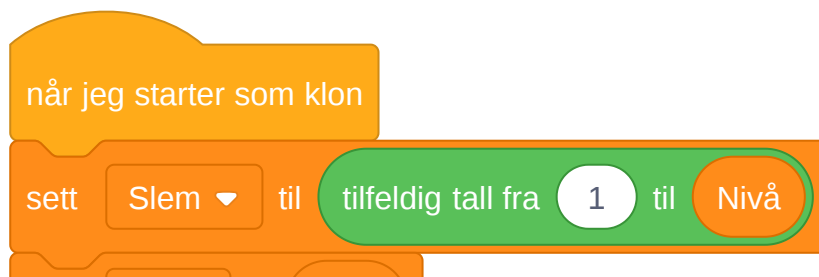 når jeg starter som klon
sett Slem til tilfeldig tall fra 1 til Nivå